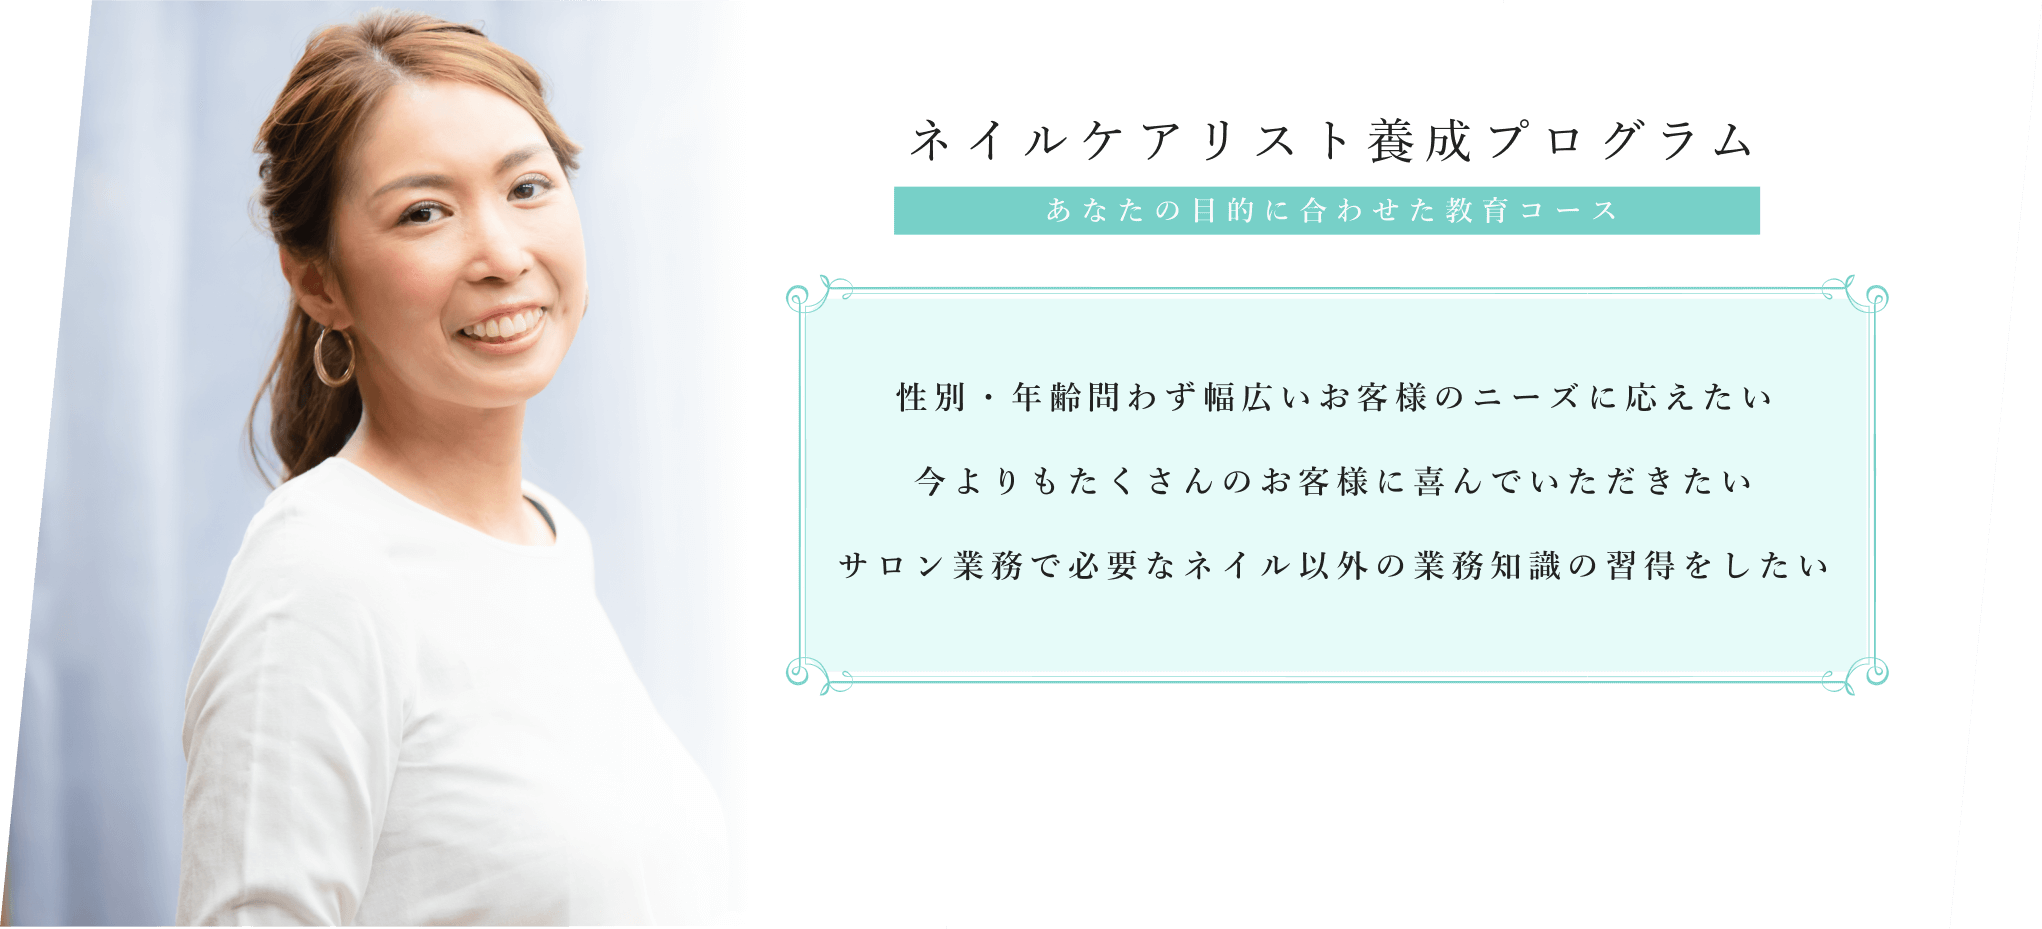 ネイルケアリスト養成プログラム
あなたの目的に合わせた教育コース
性別・年齢問わず幅広いお客様のニーズに応えたい
今よりもたくさんのお客様に喜んでいただきたい
サロン業務で必要なネイル以外の業務知識の習得をしたい